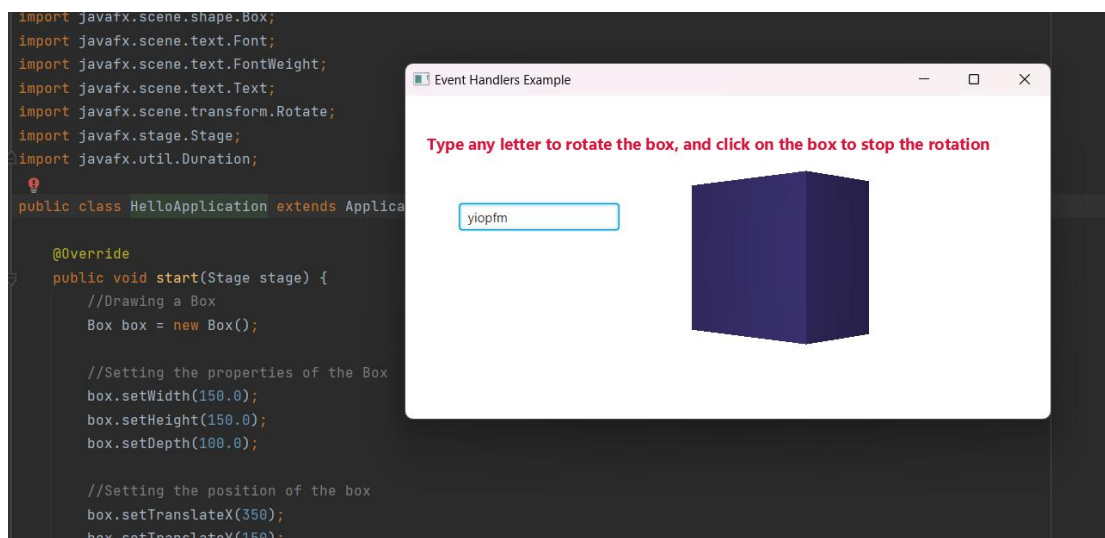 import javafx.scene.shape.Box;
import javafx.scene.text.Font;
import javafx.scene.text.FontWeight;
import javafx.scene.text.Text;
import javafx.scene.transform.Rotate;
import javafx.stage.Stage;
import javafx.util.Duration;
public class HelloApplication extends Applica
@Override
public void start(Stage stage) {
//Drawing a Box
Box box = new Box();
//Setting the properties of the Box
box.setWidth(150.0);
box.setHeight(150.0);
box.setDepth(100.0);
//Setting the position of the box
box.setTranslateX(350);
box.setTranslateY(150);
Event Handlers Example
Type any letter to rotate the box, and click on the box to stop the rotation
yiopfm